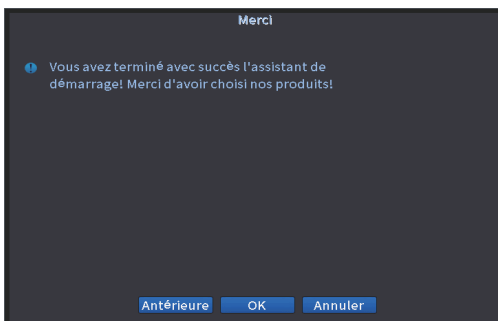 Merci
Vous avez terminé avec succès l'assistant de
démarrage! Merci d'avoir choisi nos produits!
Antérieure OK Annuler